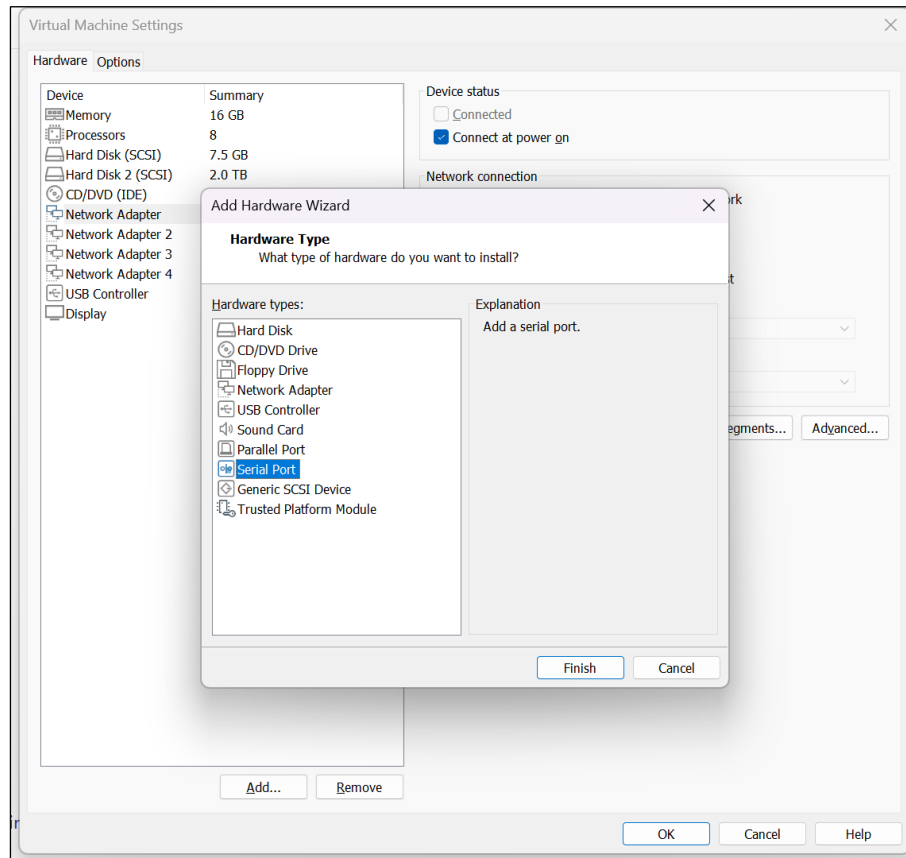 Virtual Machine Settings
Hardware Options
Device Summary
Memory 16 GB
Processors 8
Hard Disk (SCSI) 7.5 GB
Hard Disk 2 (SCSI) 2.0 TB
CD/DVD (IDE)
Network Adapter
Network Adapter 2
Network Adapter 3
Network Adapter 4
USB Controller
Display
Device status
Connected
Connect at power on
Network connection
Add Hardware Wizard
Hardware Type
What type of hardware do you want to install?
Hardware types:
Hard Disk
CD/DVD Drive
Floppy Drive
Network Adapter
USB Controller
Sound Card
Parallel Port
Serial Port
Generic SCSI Device
Trusted Platform Module
Explanation
Add a serial port.
Finish Cancel
egments... Advanced...
Add... Remove
OK Cancel Help